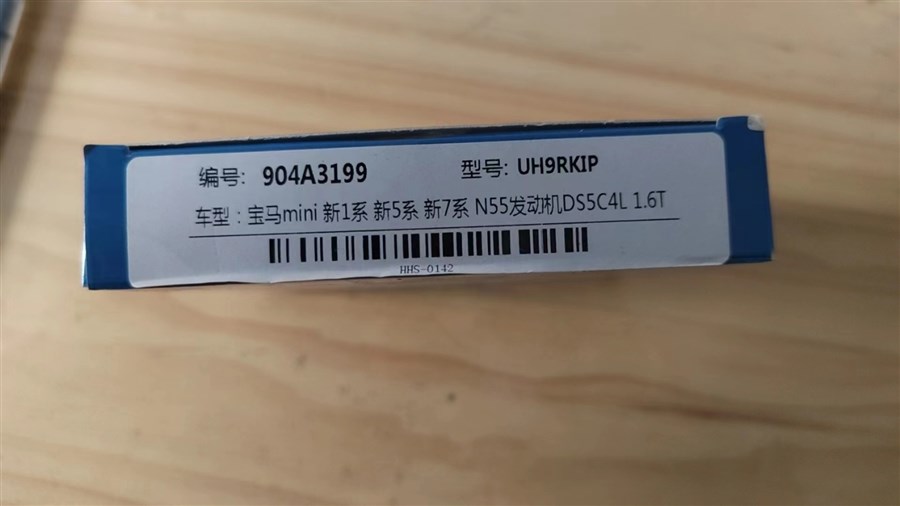 编号: 904A3199 型号: UH9RKIP
车型：宝马mini 新1系 新5系 新7系 N55发动机DS5C4L 1.6T
HHS-0142